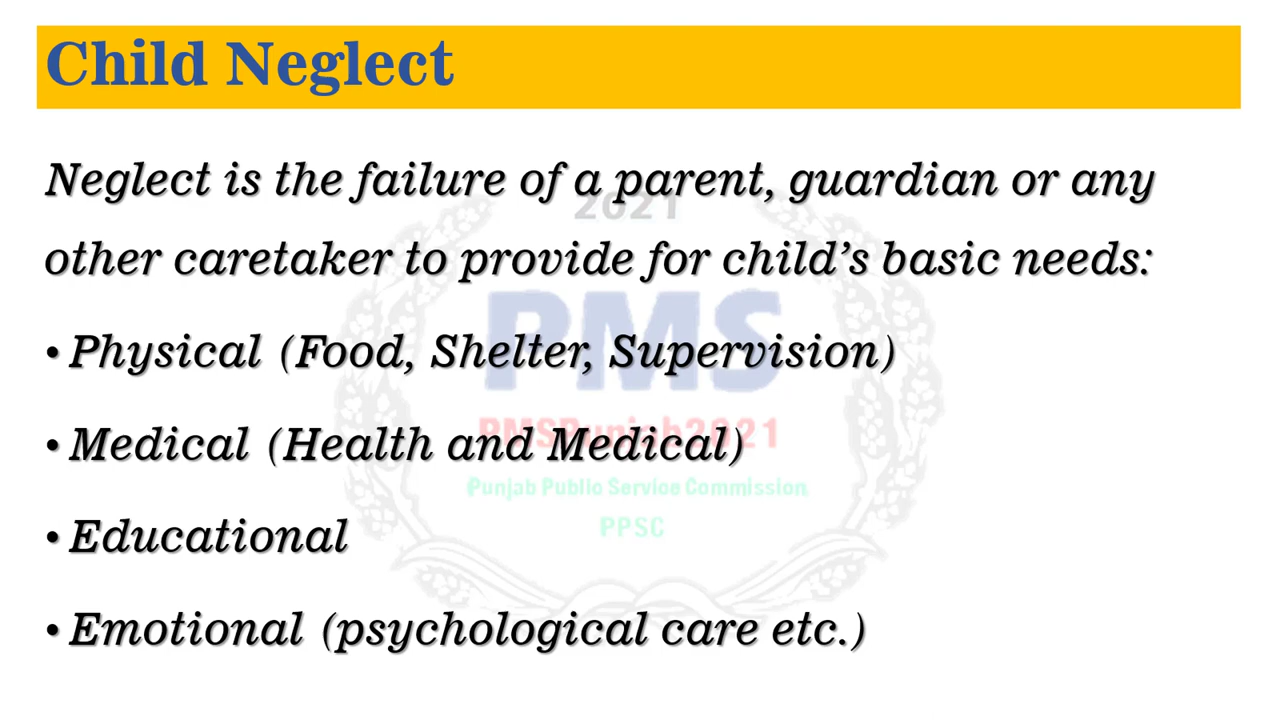 Child Neglect
Neglect is the failure of a parent, guardian or any
2021
other caretaker to provide for child’s basic needs:
PMS
• Physical (Food, Shelter, Supervision)
PMSPunjab2021
• Medical (Health and Medical)
Punjab Public Service Commission
PPSC
• Educational
• Emotional (psychological care etc.)